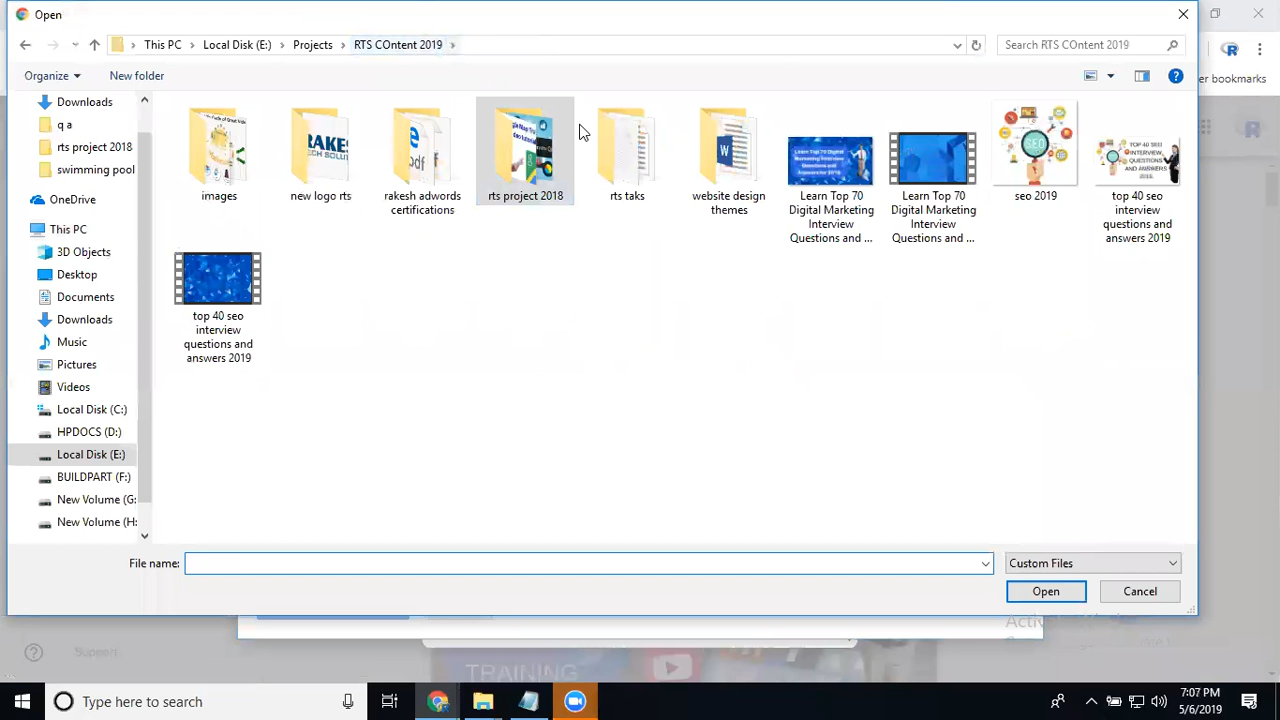 Open
This PC
Local Disk (E:)
Projects
RTS COntent 2019
Search RTS COntent 2019
Organize
New folder
er bookmarks
Downloads
q a
rts project 2018
swimming pool
OneDrive
This PC
3D Objects
Desktop
Documents
Downloads
Music
Pictures
Videos
Local Disk (C:)
HPDOCS (D:)
Local Disk (E:)
BUILDPART (F:)
New Volume (G:
New Volume (H:
images
new logo rts
rakesh adwords
certifications
rts project 2018
rts taks
website design
themes
Learn Top 70
Digital Marketing
Interview
Questions and ...
Learn Top 70
Digital Marketing
Interview
Questions and ...
seo 2019
top 40 seo
interview
questions and
answers 2019
top 40 seo
interview
questions and
answers 2019
File name:
Custom Files
Open
Cancel
Support
TRAINING
Type here to search
7:07 PM
5/6/2019